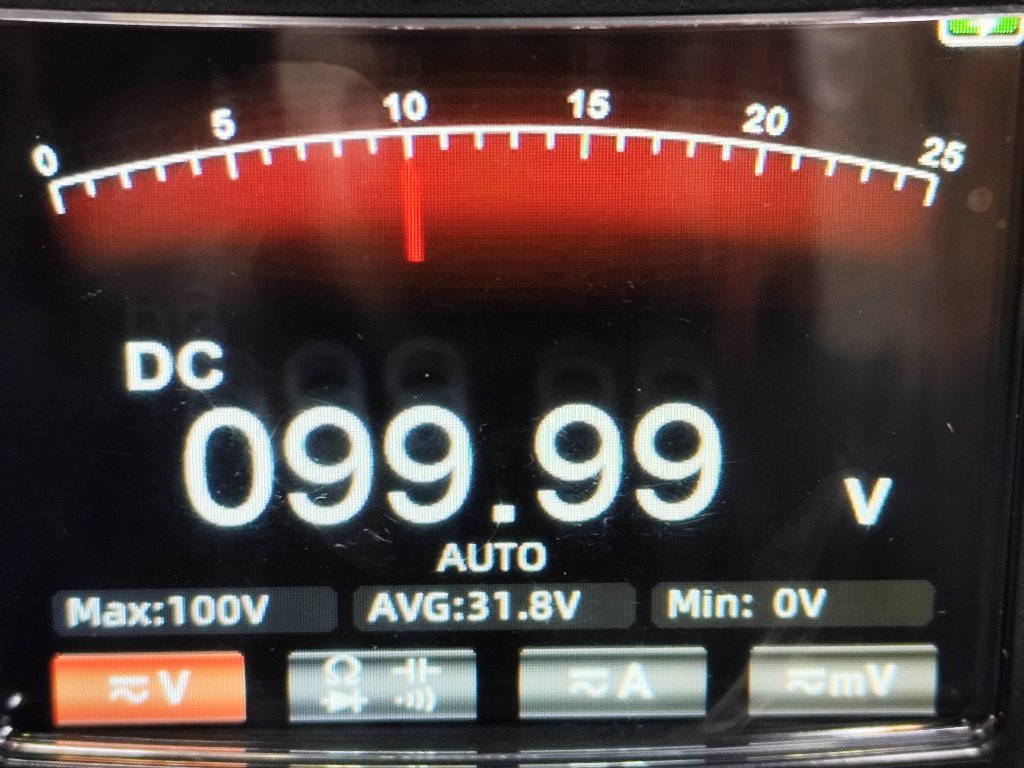 0 5 10 15 20 25
DC
099.99 V
AUTO
Max:100V AVG:31.8V Min: 0V
V Ω A mV